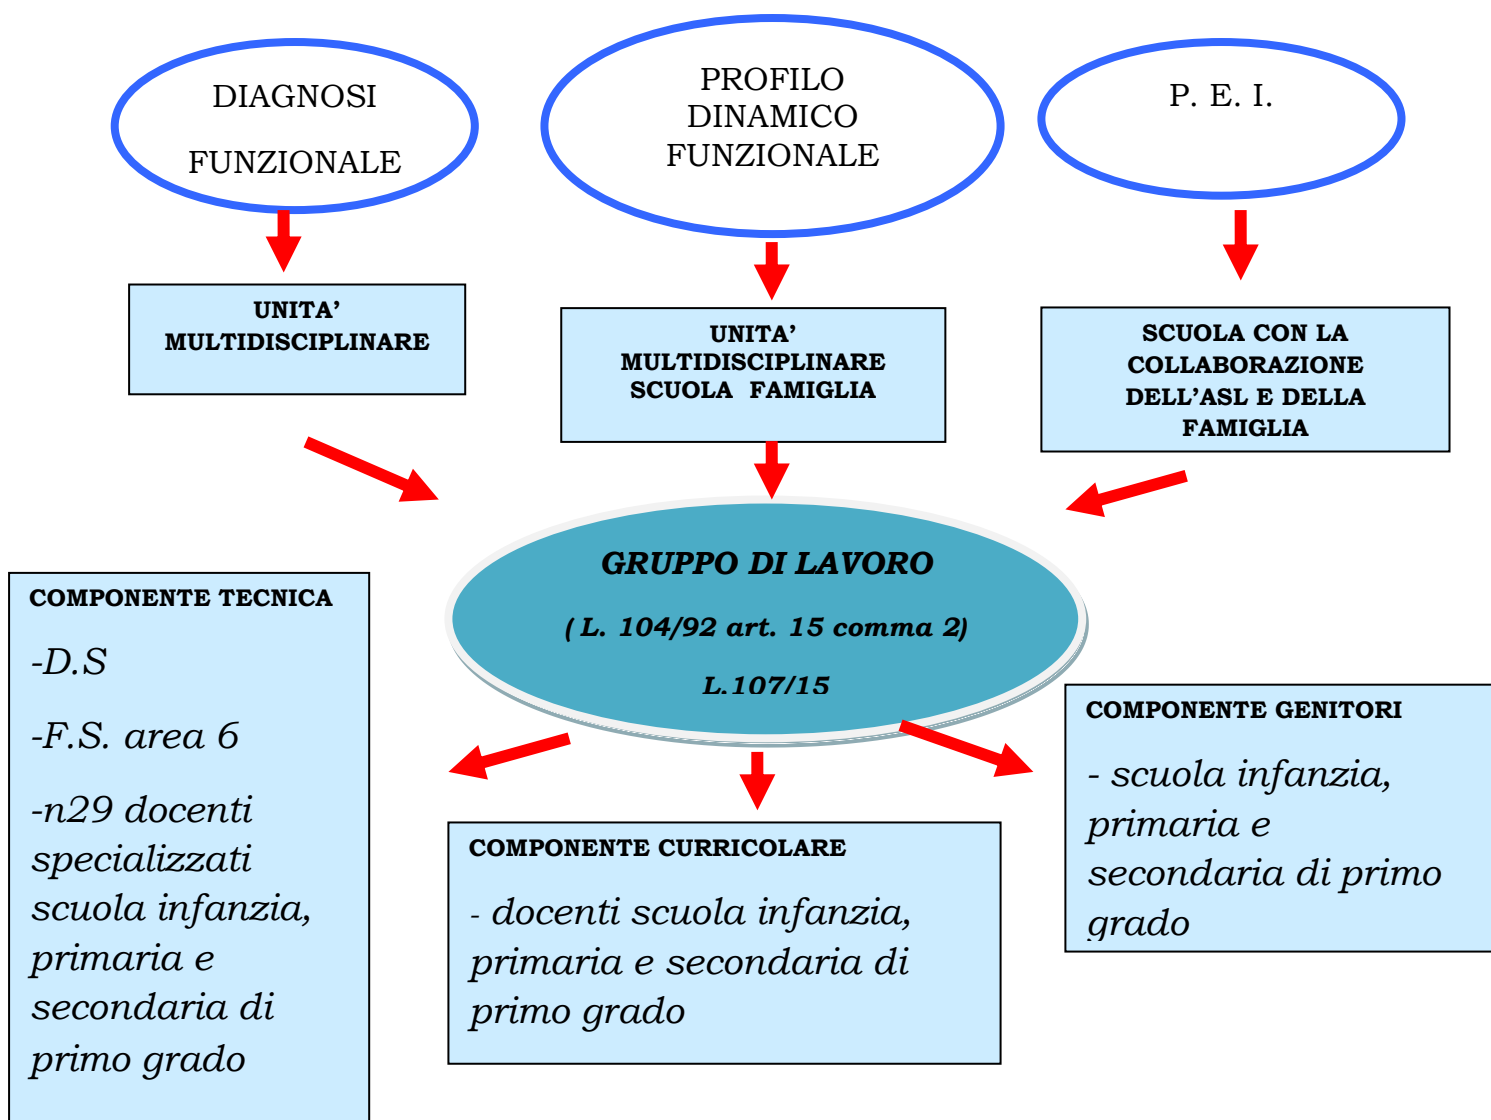 DIAGNOSI
FUNZIONALE
PROFILO
DINAMICO
FUNZIONALE
P. E. I.
UNITA’
MULTIDISCIPLINARE
UNITA’
MULTIDISCIPLINARE
SCUOLA FAMIGLIA
SCUOLA CON LA
COLLABORAZIONE
DELL’ASL E DELLA
FAMIGLIA
GRUPPO DI LAVORO
( L. 104/92 art. 15 comma 2)
L.107/15
COMPONENTE TECNICA
-D.S
-F.S. area 6
-n29 docenti
specializzati
scuola infanzia,
primaria e
secondaria di
primo grado
COMPONENTE CURRICOLARE
- docenti scuola infanzia,
primaria e secondaria di
primo grado
COMPONENTE GENITORI
- scuola infanzia,
primaria e
secondaria di primo
grado